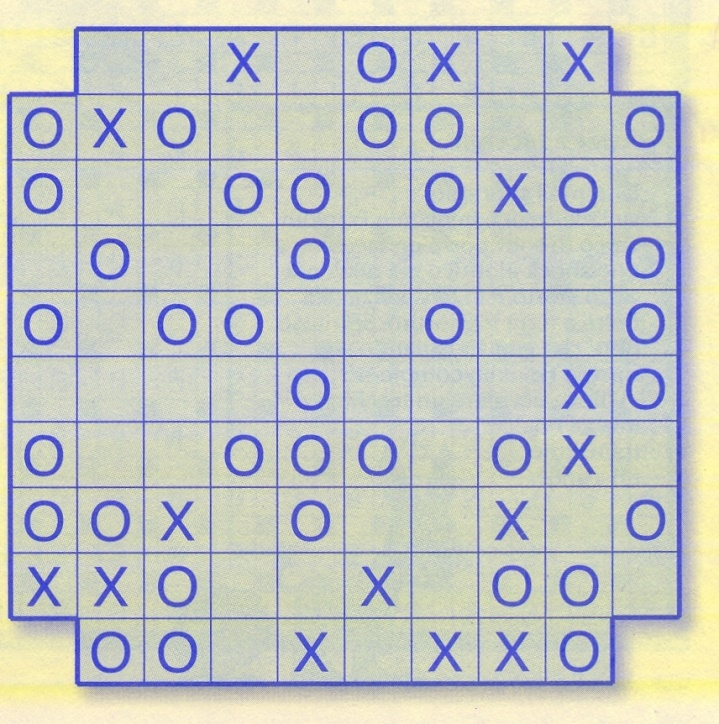 X O X X
O X O O O O
O O O O X O
O O O
O O O O O
O X O
O O O O O X
O O X O X O
X X O X O O
O O X X X O